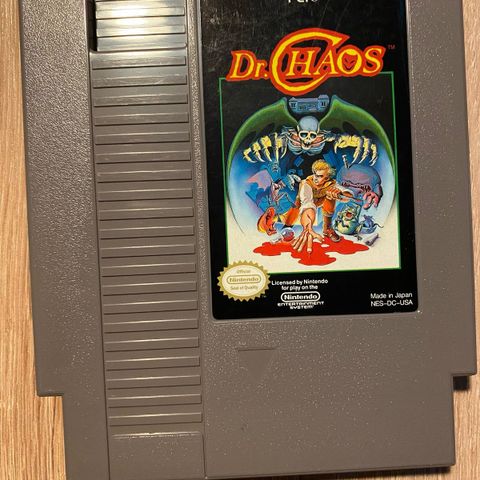 Dr. CHAOS™
Official
Nintendo
Seal of Quality
Licensed by Nintendo
for play on the
Nintendo
ENTERTAINMENT
SYSTEM
Made in Japan
NES-DC-USA